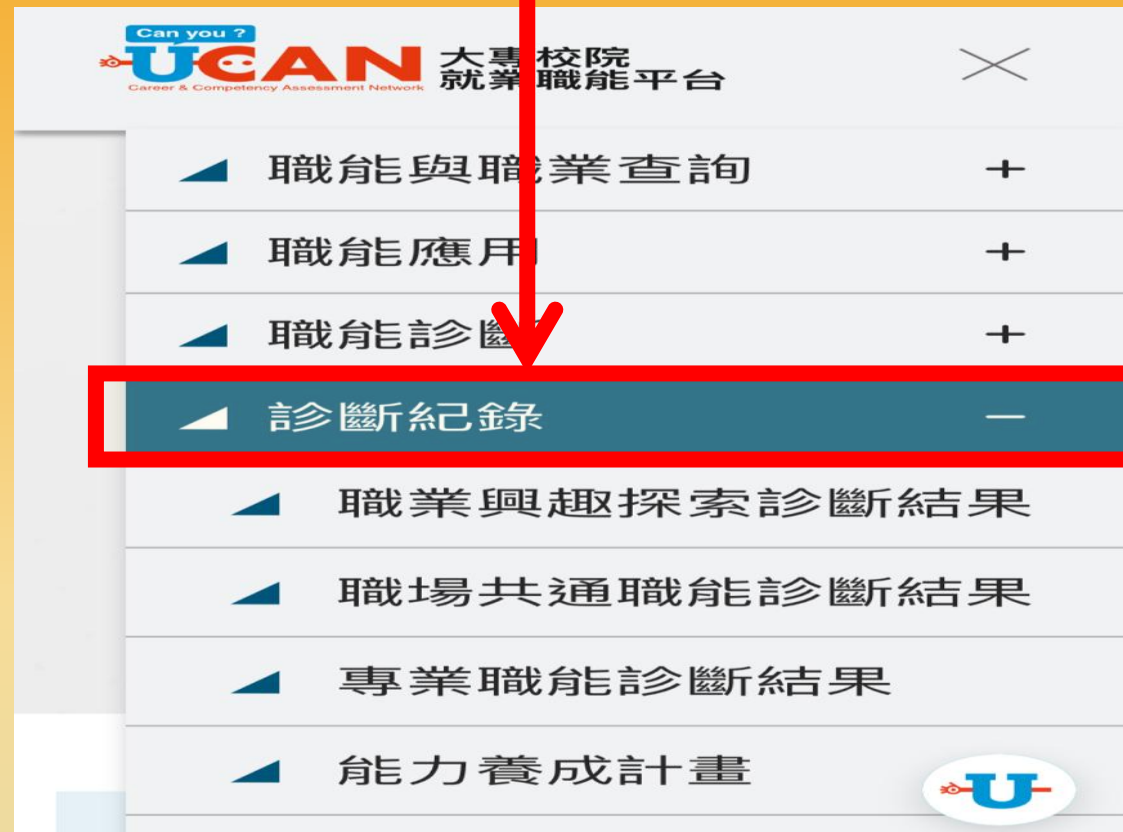 Can you ?
UCAN
Career & Competency Assessment Network
大專校院
就業職能平台
職能與職業查詢
職能應用
職能診斷
診斷紀錄
職業興趣探索診斷結果
職場共通職能診斷結果
專業職能診斷結果
能力養成計畫
U